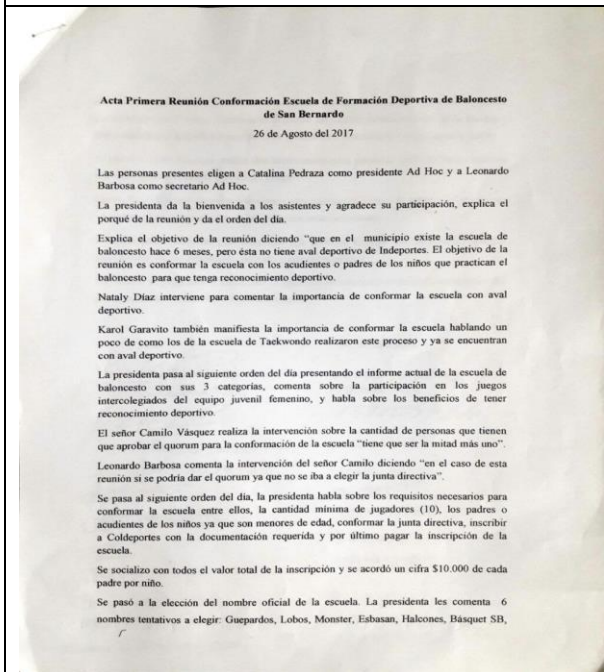 Acta Primera Reunión Conformación Escuela de Formación Deportiva de Baloncesto
de San Bernardo
26 de Agosto del 2017
Las personas presentes eligen a Catalina Pedraza como presidente Ad Hoc y a Leonardo
Barbosa como secretario Ad Hoc.
La presidenta da la bienvenida a los asistentes y agradece su participación, explica el
porqué de la reunión y da el orden del día.
Explica el objetivo de la reunión diciendo “que en el municipio existe la escuela de
baloncesto hace 6 meses, pero ésta no tiene aval deportivo de Indeportes. El objetivo de la
reunión es conformar la escuela con los acudientes o padres de los niños que practican el
baloncesto para que tenga reconocimiento deportivo.
Nataly Díaz interviene para comentar la importancia de conformar la escuela con aval
deportivo.
Karol Garavito también manifiesta la importancia de conformar la escuela hablando un
poco de como los de la escuela de Taekwondo realizaron este proceso y ya se encuentran
con aval deportivo.
La presidenta pasa al siguiente orden del día presentando el informe actual de la escuela de
baloncesto con sus 3 categorías, comenta sobre la participación en los juegos
intercolegiados del equipo juvenil femenino, y habla sobre los beneficios de tener
reconocimiento deportivo.
El señor Camilo Vásquez realiza la intervención sobre la cantidad de personas que tienen
que aprobar el quorum para la conformación de la escuela “tiene que ser la mitad más uno”.
Leonardo Barbosa comenta la intervención del señor Camilo diciendo “en el caso de esta
reunión si se podría dar el quorum ya que no se iba a elegir la junta directiva”.
Se pasa al siguiente orden del día, la presidenta habla sobre los requisitos necesarios para
conformar la escuela entre ellos, la cantidad mínima de jugadores (10), los padres o
acudientes de los niños ya que son menores de edad, conformar la junta directiva, inscribir
a Coldeportes con la documentación requerida y por último pagar la inscripción de la
escuela.
Se socializo con todos el valor total de la inscripción y se acordó un cifra $10.000 de cada
padre por niño.
Se pasó a la elección del nombre oficial de la escuela. La presidenta les comenta 6
nombres tentativos a elegir: Guepardos, Lobos, Monster, Esbasan, Halcones, Básquet SB,